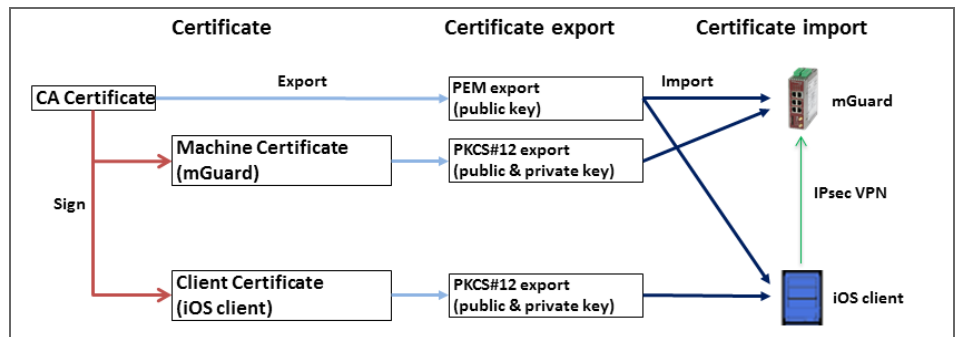 Certificate
Certificate export
Certificate import
CA Certificate
Export
PEM export
(public key)
Import
mGuard
Machine Certificate
(mGuard)
PKCS#12 export
(public & private key)
Sign
IPsec VPN
Client Certificate
(iOS client)
PKCS#12 export
(public & private key)
iOS client